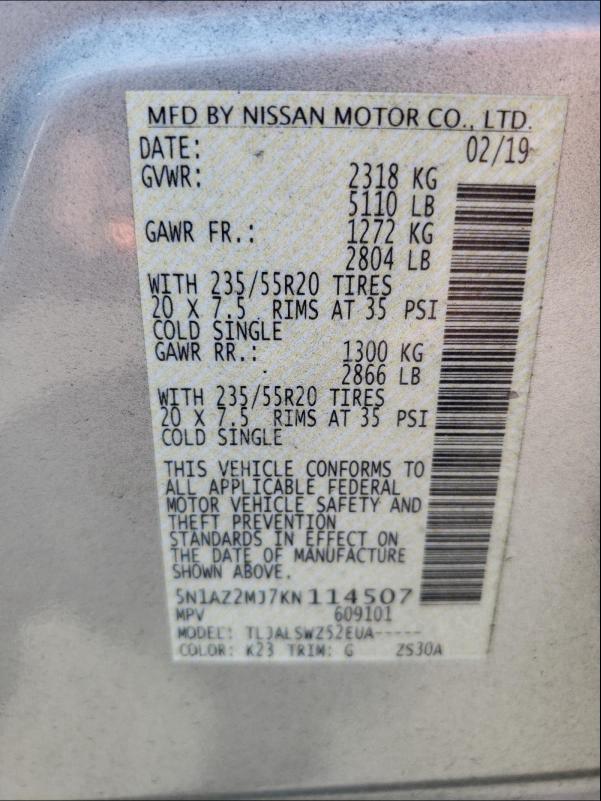 MFD BY NISSAN MOTOR CO., LTD.
DATE: 02/19
GVWR: 2318 KG
5110 LB
GAWR FR.: 1272 KG
2804 LB
WITH 235/55R20 TIRES
20 X 7.5 RIMS AT 35 PSI
COLD SINGLE
GAWR RR.: 1300 KG
2866 LB
WITH 235/55R20 TIRES
20 X 7.5 RIMS AT 35 PSI
COLD SINGLE
THIS VEHICLE CONFORMS TO
ALL APPLICABLE FEDERAL
MOTOR VEHICLE SAFETY AND
THEFT PREVENTION
STANDARDS IN EFFECT ON
THE DATE OF MANUFACTURE
SHOWN ABOVE.
5N1AZ2MJ7KN114507
MPV 609101
MODEL: TLJALSWZ52EUA-----
COLOR: K23 TRIM: G ZS30A